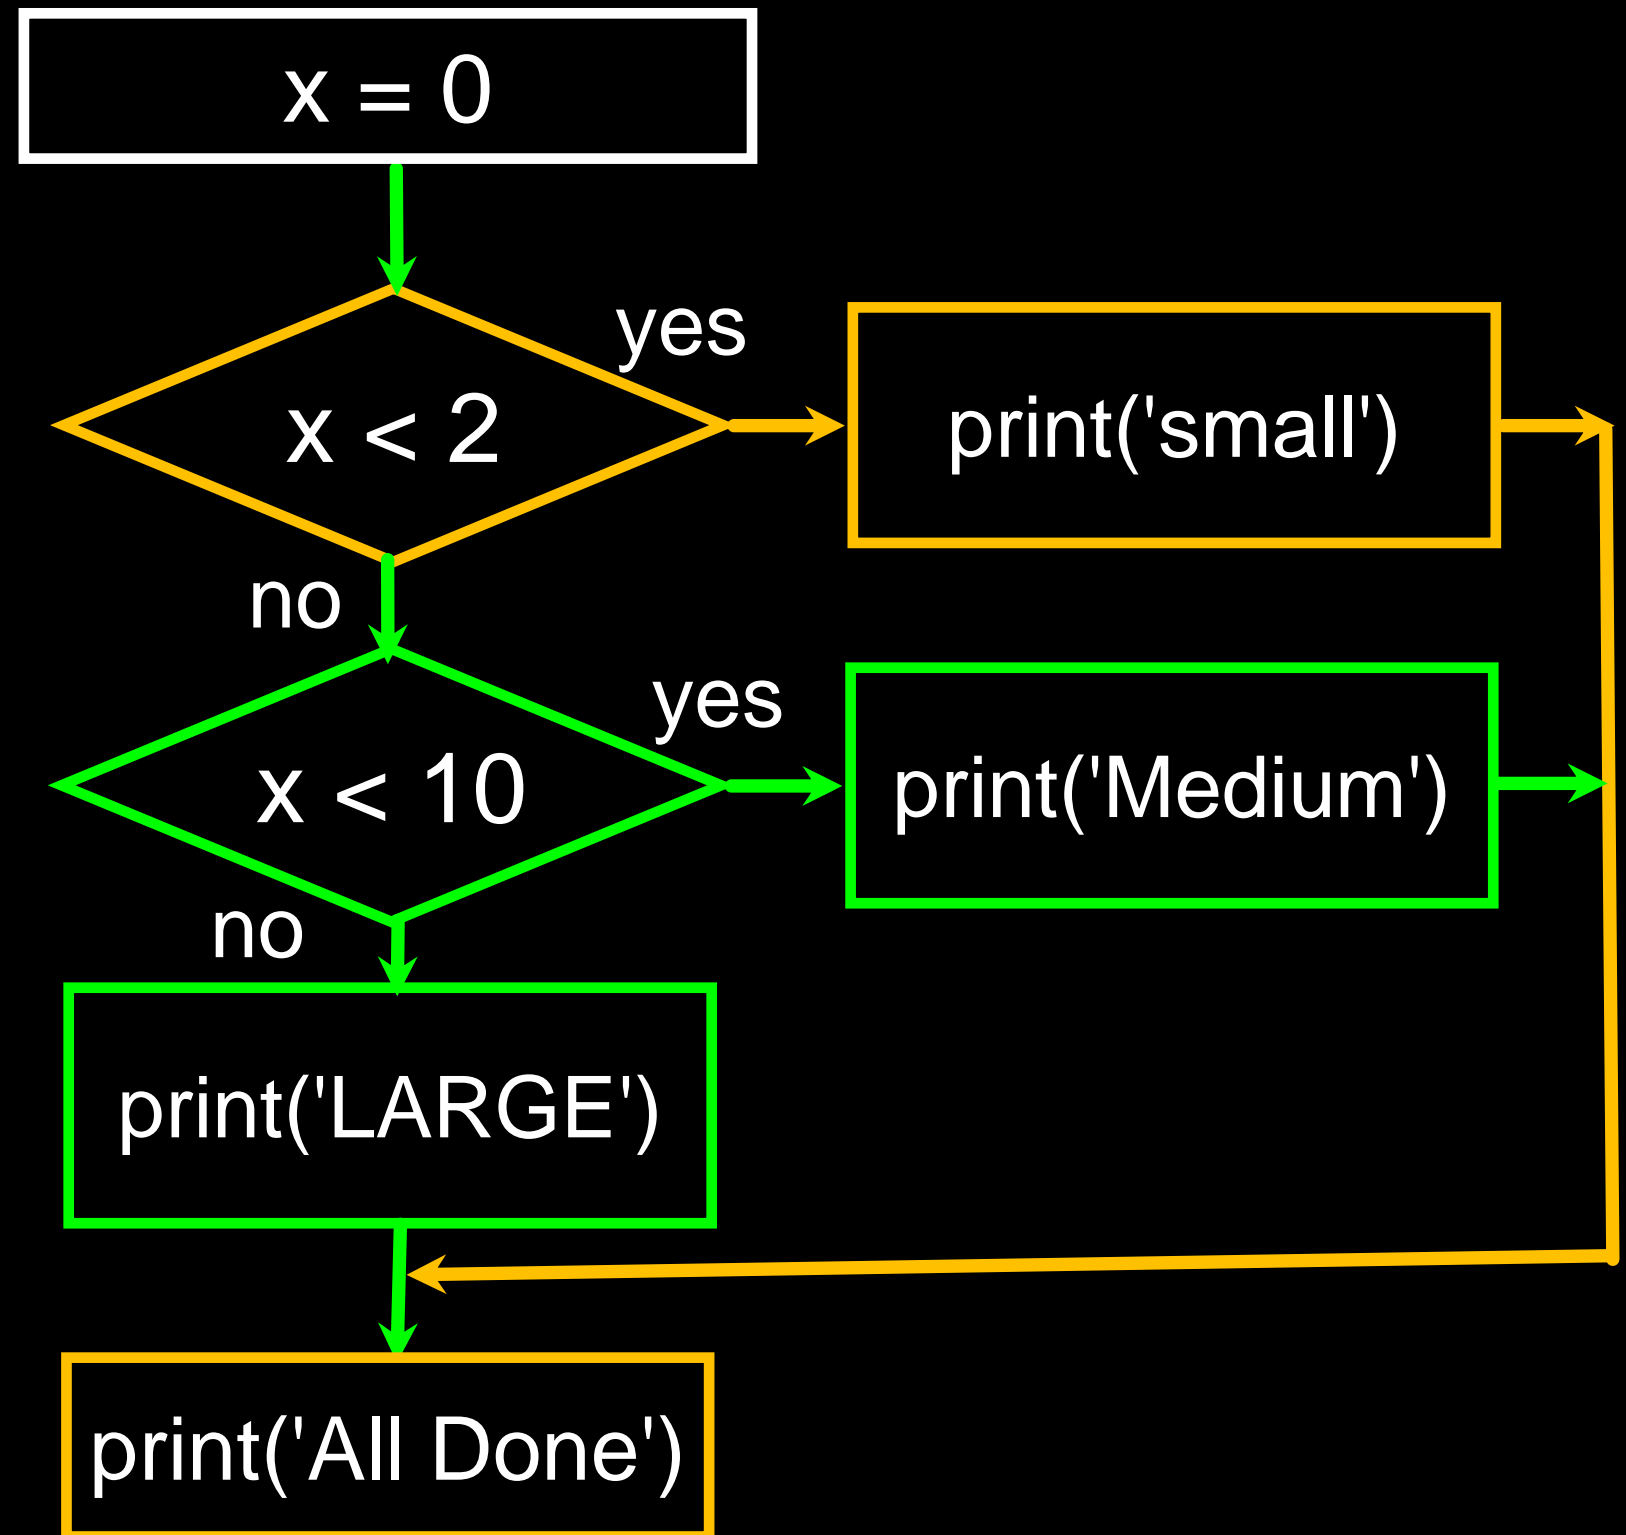 x = 0
yes
x < 2
print('small')
no
yes
x < 10
print('Medium')
no
print('LARGE')
print('All Done')